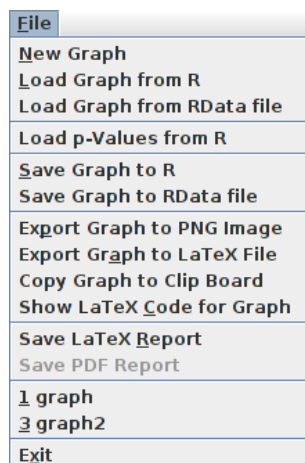 File
New Graph
Load Graph from R
Load Graph from RData file
Load p-Values from R
Save Graph to R
Save Graph to RData file
Export Graph to PNG Image
Export Graph to LaTeX File
Copy Graph to Clip Board
Show LaTeX Code for Graph
Save LaTeX Report
Save PDF Report
1 graph
3 graph2
Exit